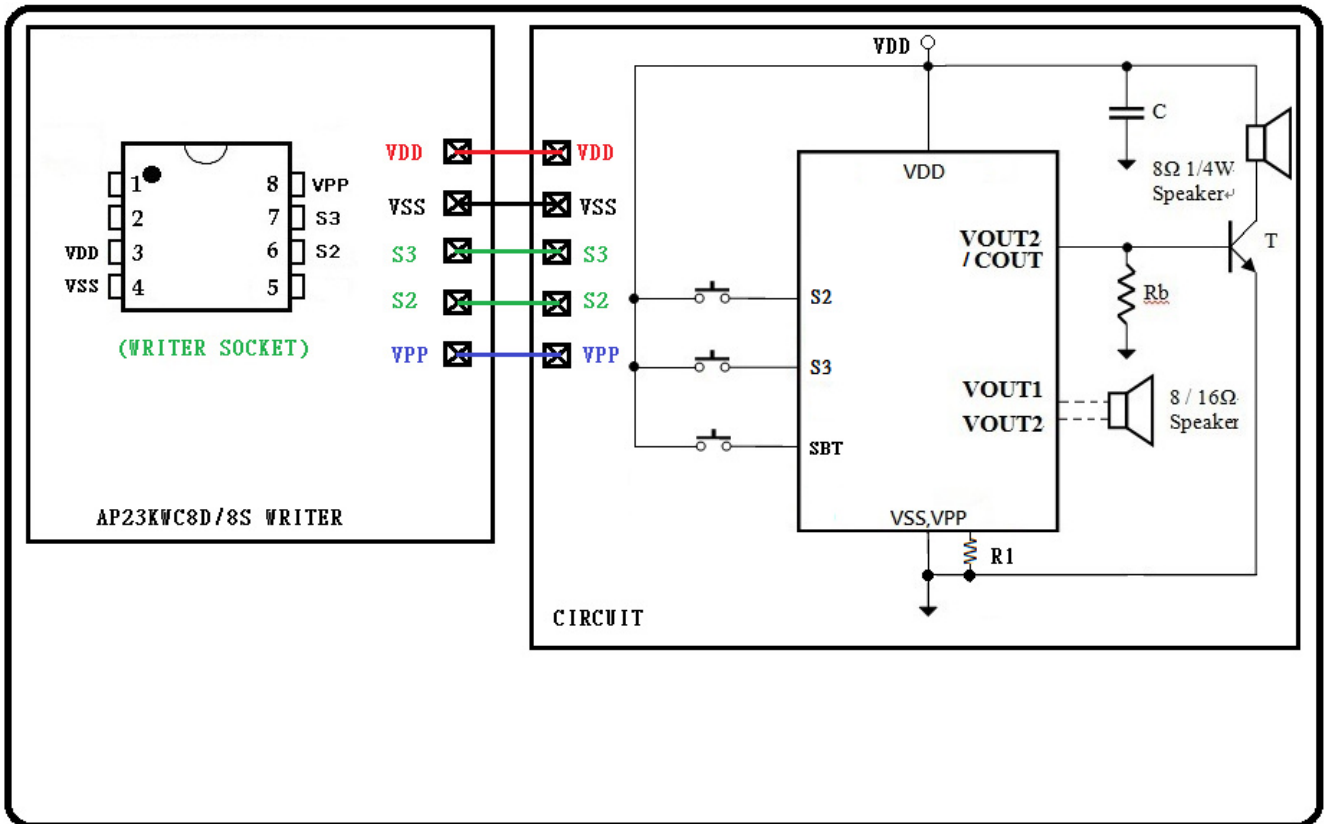 1
2
VDD 3
VSS 4
8 VPP
7 S3
6 S2
5
(WRITER SOCKET)
AP23KWC8D/8S WRITER
VDD
VSS
S3
S2
VPP
VDD
VSS
S3
S2
VPP
VDD
VDD
C
8Ω 1/4W
Speaker↵
VOUT2
/ COUT
T
Rb
S2
S3
SBT
VOUT1
VOUT2
8 / 16Ω
Speaker
VSS,VPP
R1
CIRCUIT